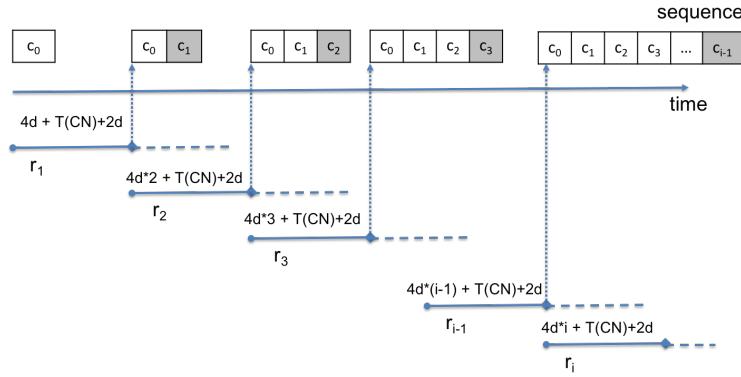 sequence
c₀ c₀ c₁ c₀ c₁ c₂ c₀ c₁ c₂ c₃ c₀ c₁ c₂ c₃ ... cᵢ₋₁
time
4d + T(CN)+2d
r₁
4d*2 + T(CN)+2d
r₂
4d*3 + T(CN)+2d
r₃
4d*(i-1) + T(CN)+2d
rᵢ₋₁
4d*i + T(CN)+2d
rᵢ